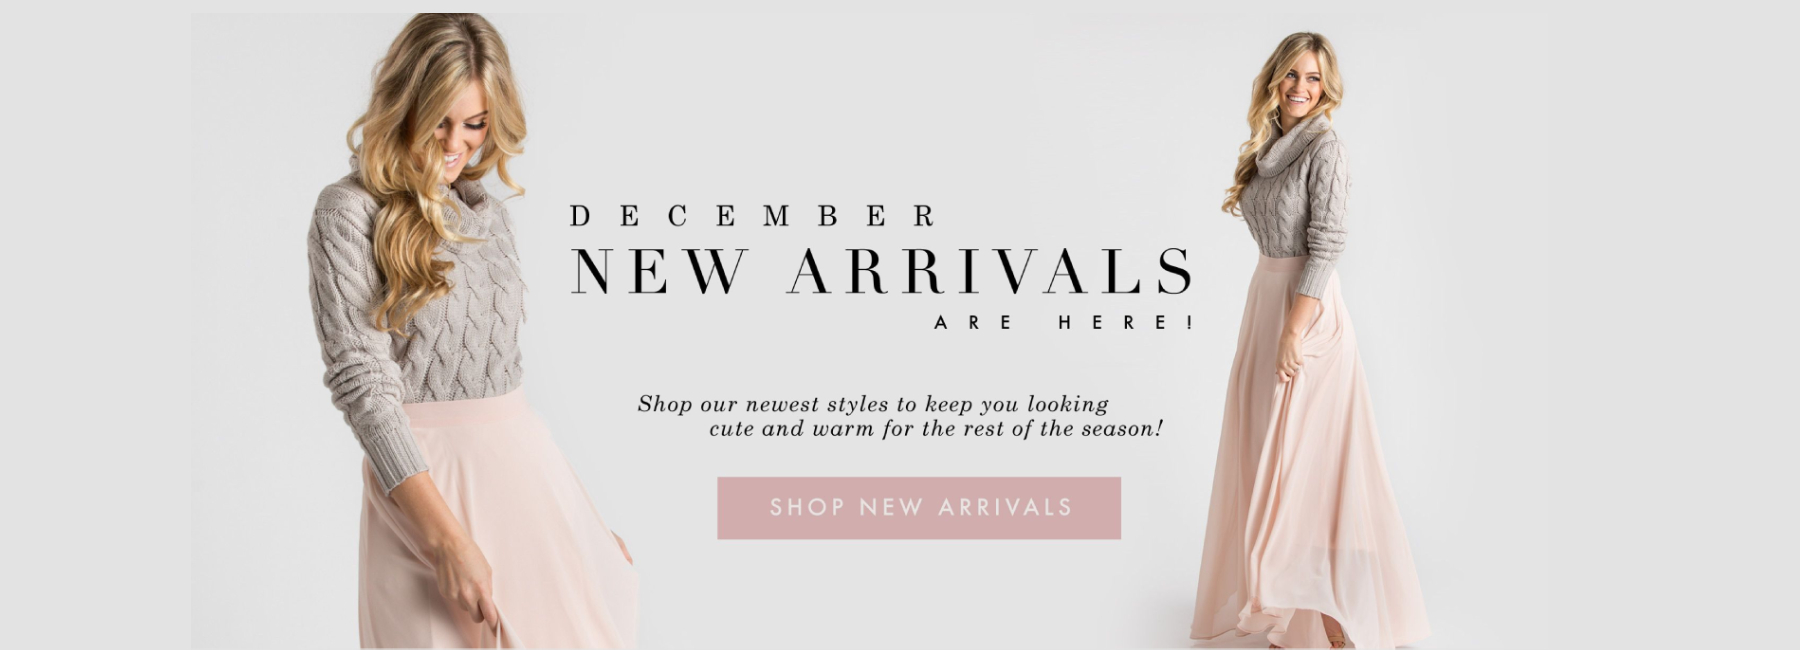 DECEMBER
NEW ARRIVALS
ARE HERE!
Shop our newest styles to keep you looking
cute and warm for the rest of the season!
SHOP NEW ARRIVALS